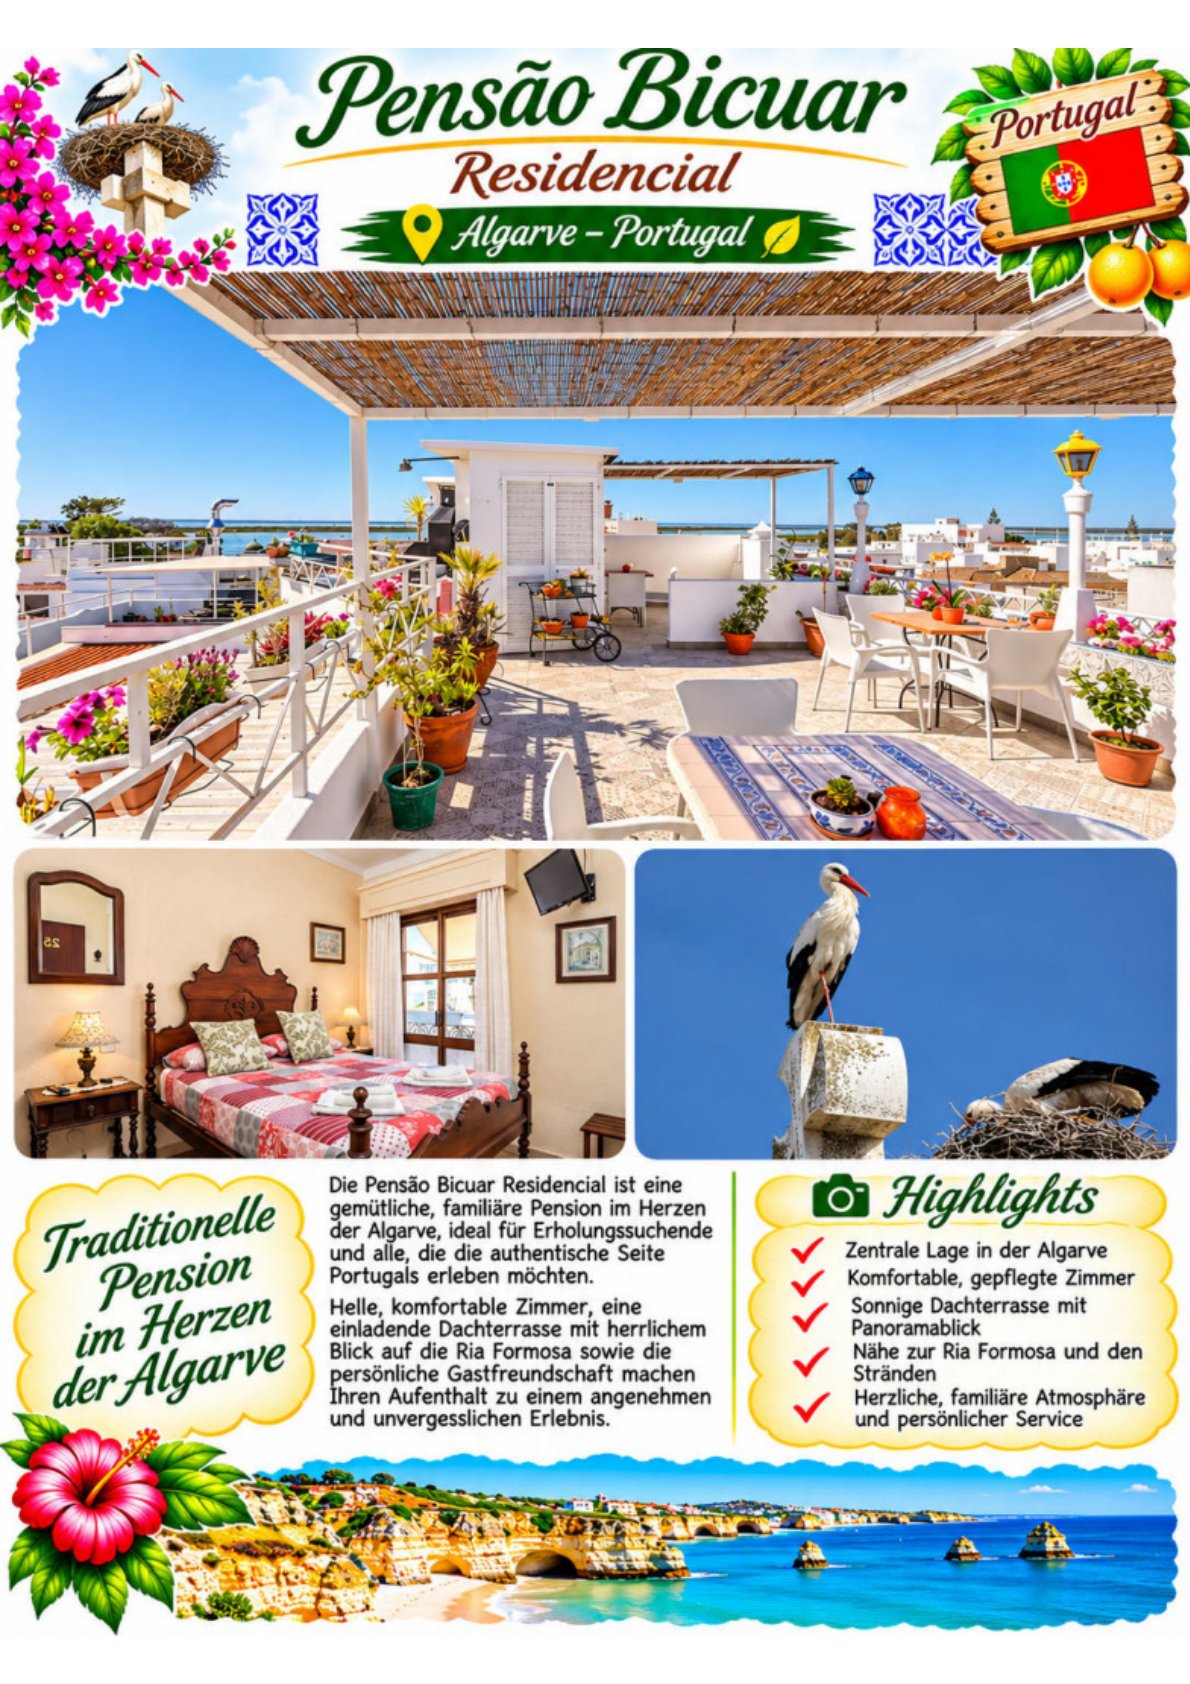 Pensão Bicuar
Residencial
Algarve – Portugal
Portugal
25
Traditionelle
Pension
im Herzen
der Algarve
Die Pensão Bicuar Residencial ist eine
gemütliche, familiäre Pension im Herzen
der Algarve, ideal für Erholungssuchende
und alle, die die authentische Seite
Portugals erleben möchten.
Helle, komfortable Zimmer, eine
einladende Dachterrasse mit herrlichem
Blick auf die Ria Formosa sowie die
persönliche Gastfreundschaft machen
Ihren Aufenthalt zu einem angenehmen
und unvergesslichen Erlebnis.
Highlights
Zentrale Lage in der Algarve
Komfortable, gepflegte Zimmer
Sonnige Dachterrasse mit
Panoramablick
Nähe zur Ria Formosa und den
Stränden
Herzliche, familiäre Atmosphäre
und persönlicher Service